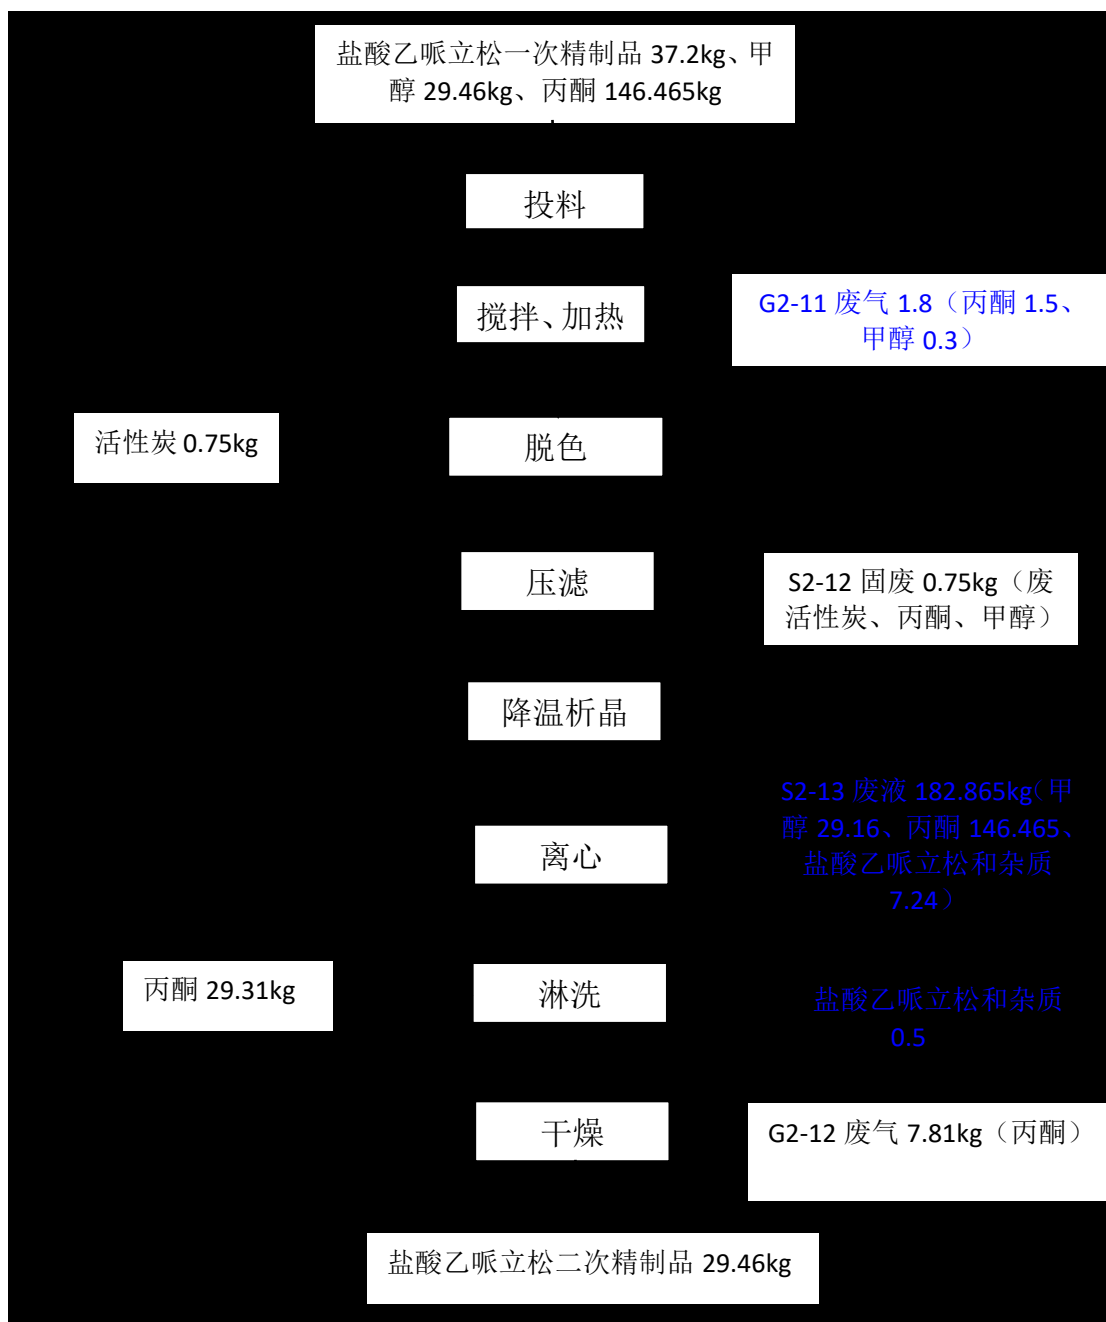 盐酸乙哌立松一次精制品 37.2kg、甲
醇 29.46kg、丙酮 146.465kg
投料
搅拌、加热
G2-11 废气 1.8（丙酮 1.5、
甲醇 0.3）
活性炭 0.75kg
脱色
压滤
S2-12 固废 0.75kg（废
活性炭、丙酮、甲醇）
降温析晶
S2-13 废液 182.865kg（甲
醇 29.16、丙酮 146.465、
盐酸乙哌立松和杂质
7.24）
离心
丙酮 29.31kg
淋洗
盐酸乙哌立松和杂质
0.5
干燥
G2-12 废气 7.81kg（丙酮）
盐酸乙哌立松二次精制品 29.46kg